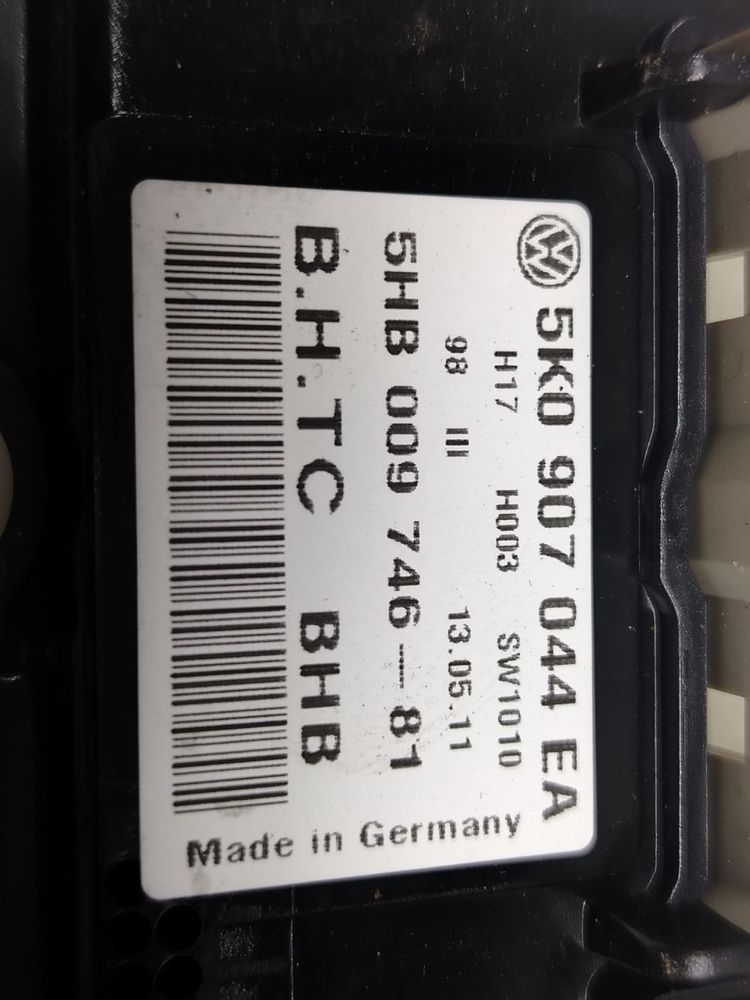 5K0 907 044 EA
H17 H003 SW1010
98 III 13.05.11
5HB 009 746-81
B.H.TC BHB
Made in Germany